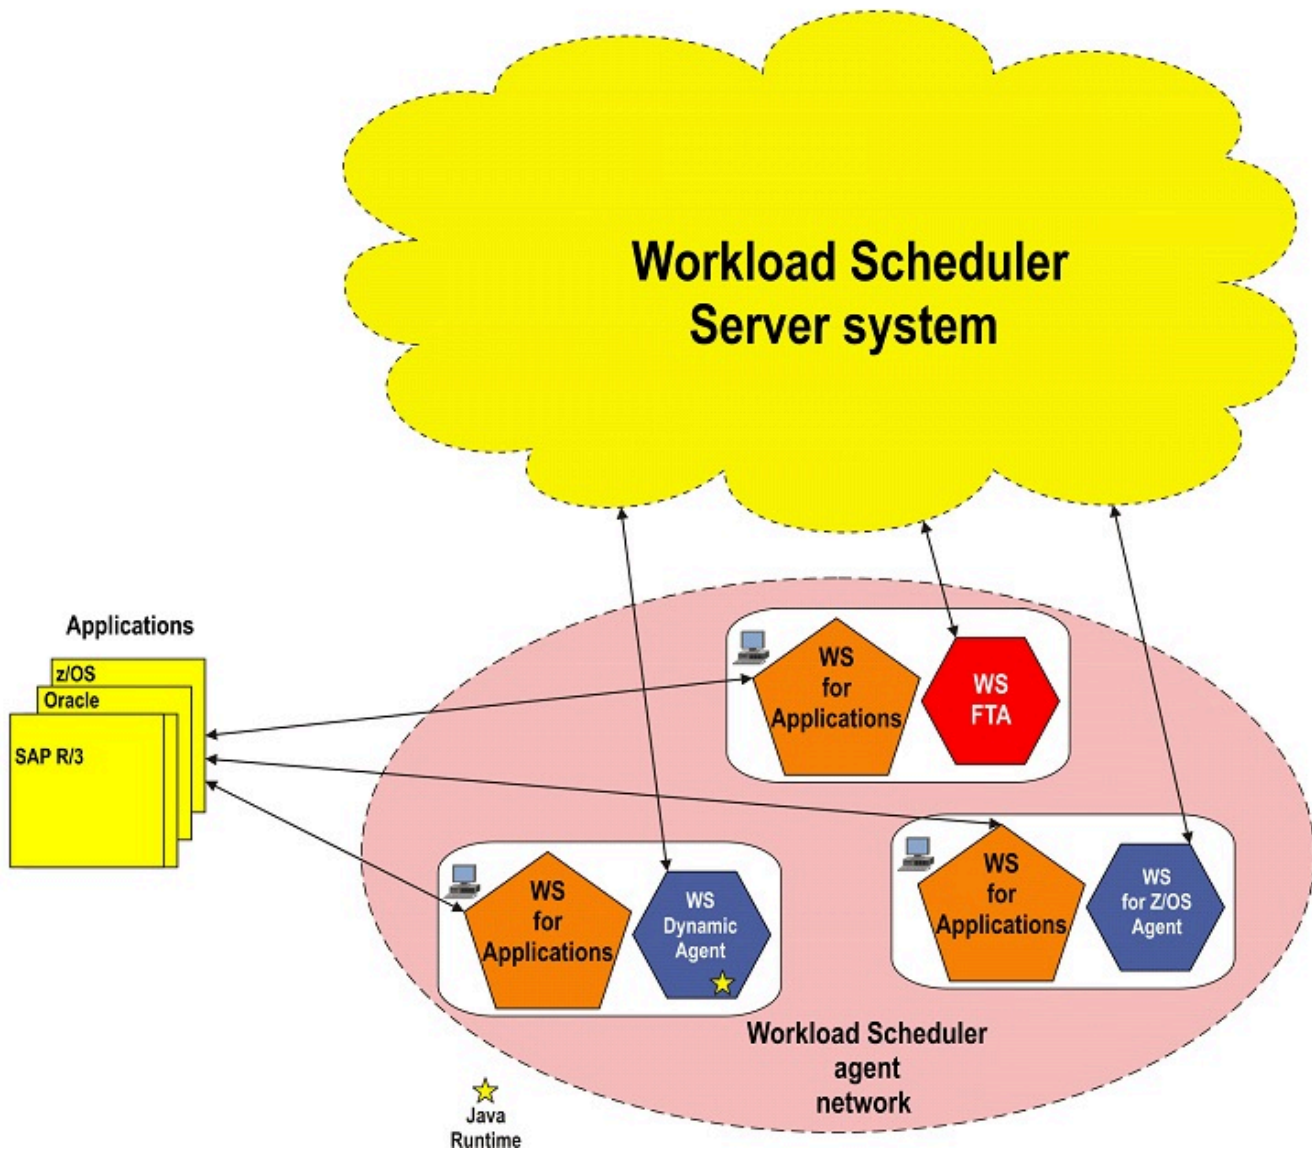 Workload Scheduler
Server system
Applications
z/OS
Oracle
SAP R/3
WS
for
Applications
WS
FTA
WS
for
Applications
WS
Dynamic
Agent
WS
for
Applications
WS
for Z/OS
Agent
Workload Scheduler
agent
network
Java
Runtime